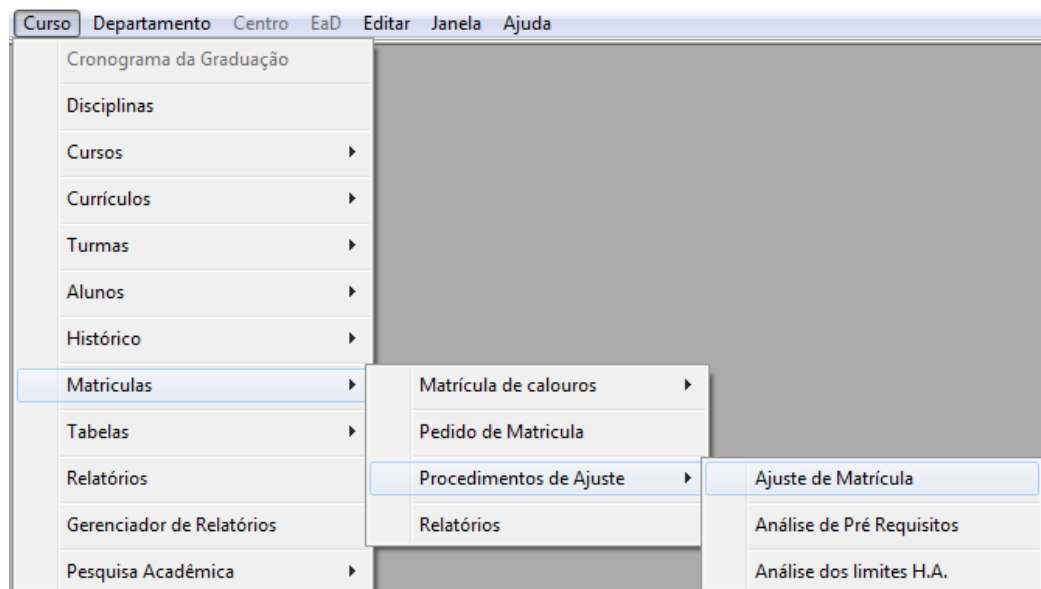 Curso Departamento Centro EaD Editar Janela Ajuda
Cronograma da Graduação
Disciplinas
Cursos
Currículos
Turmas
Alunos
Histórico
Matriculas
Tabelas
Relatórios
Gerenciador de Relatórios
Pesquisa Acadêmica
Matrícula de calouros
Pedido de Matricula
Procedimentos de Ajuste
Relatórios
Ajuste de Matrícula
Análise de Pré Requisitos
Análise dos limites H.A.